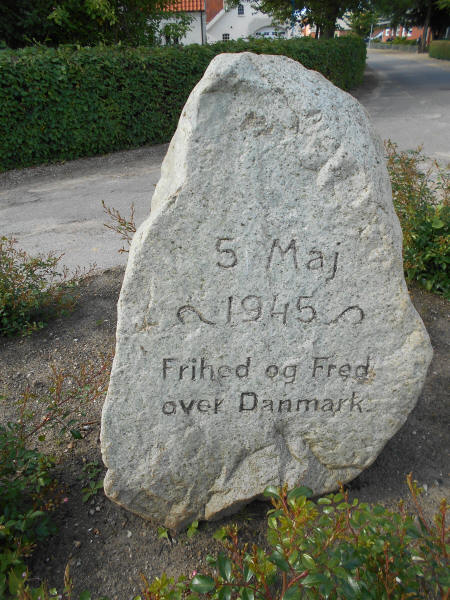 5 Maj
~1945~
Frihed og Fred
over Danmark.